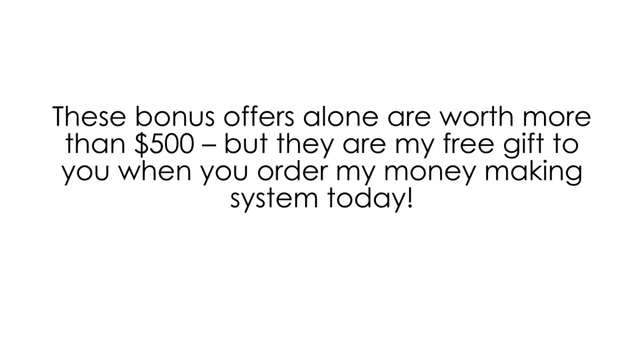 These bonus offers alone are worth more
than $500 – but they are my free gift to
you when you order my money making
system today!